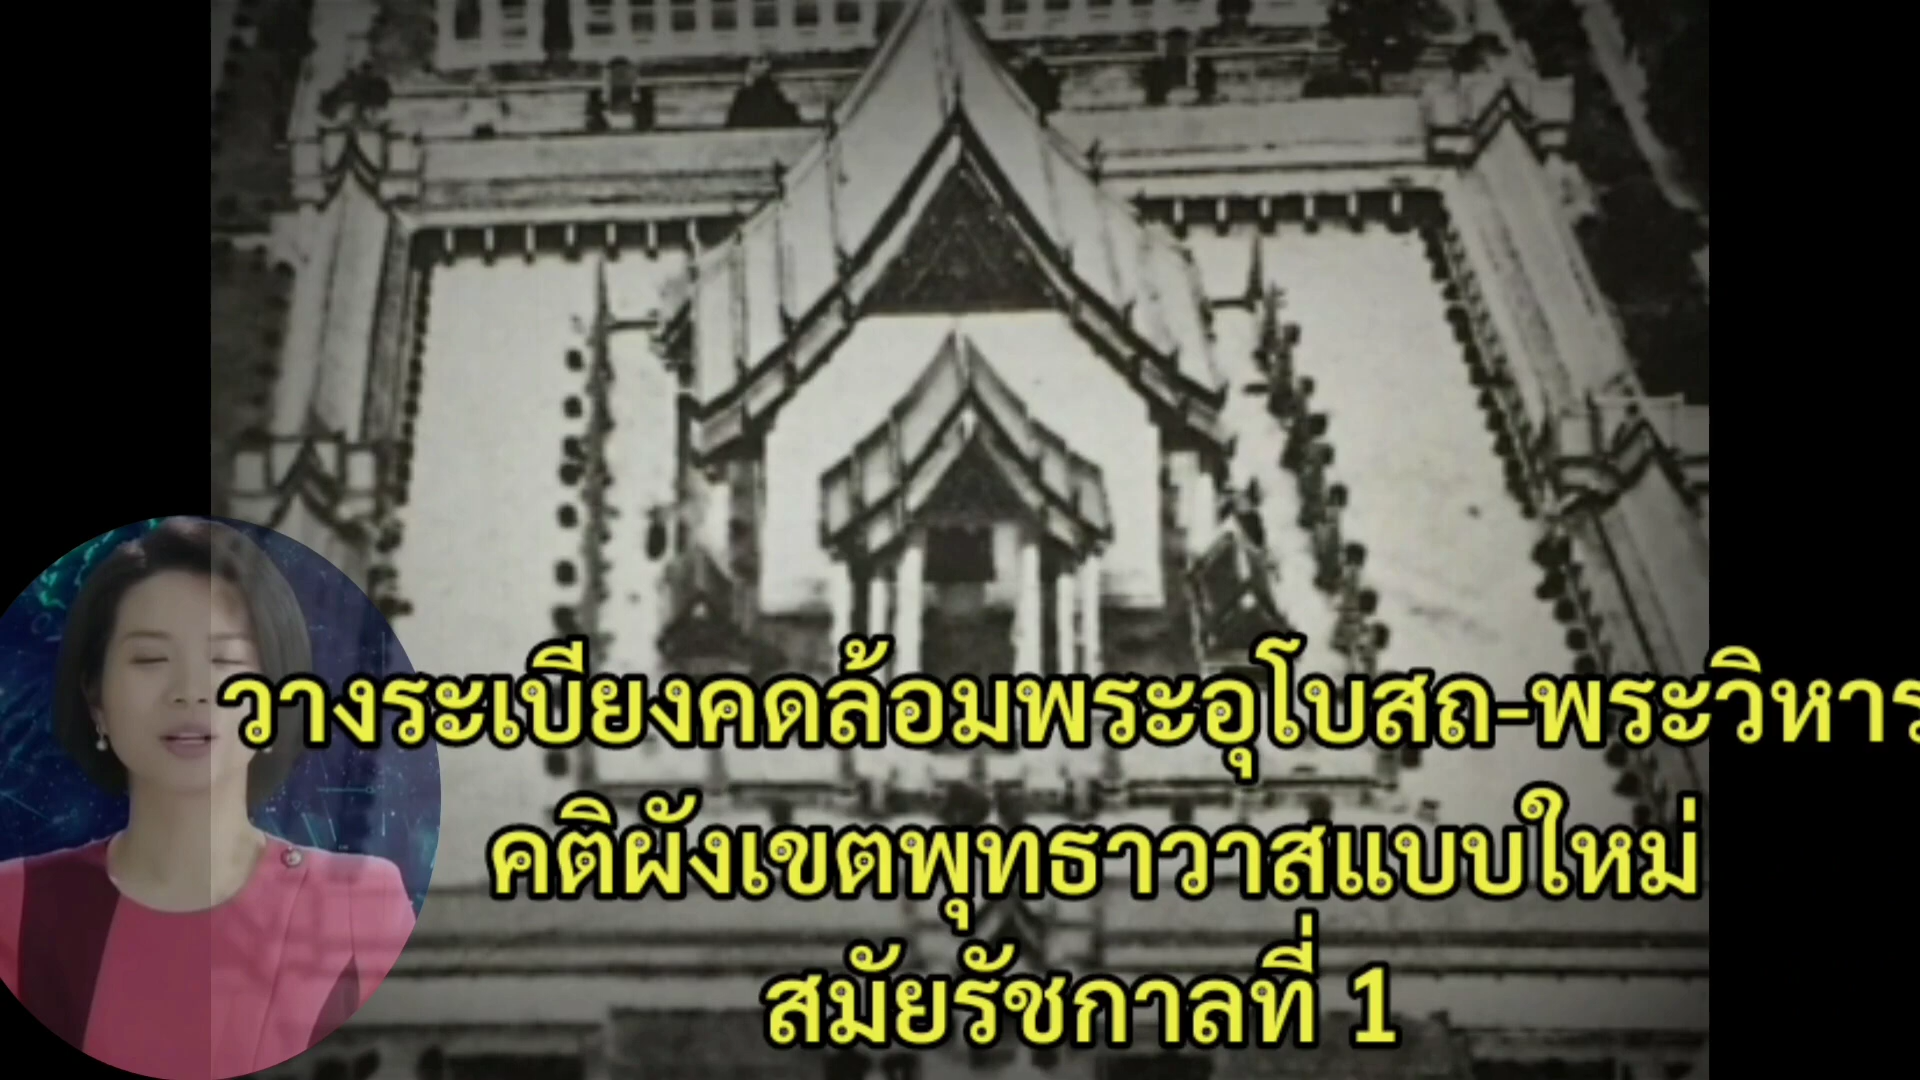 วางระเบียงคดล้อมพระอุโบสถ-พระวิหาร
คติผังเขตพุทธาวาสแบบใหม่
สมัยรัชกาลที่ 1